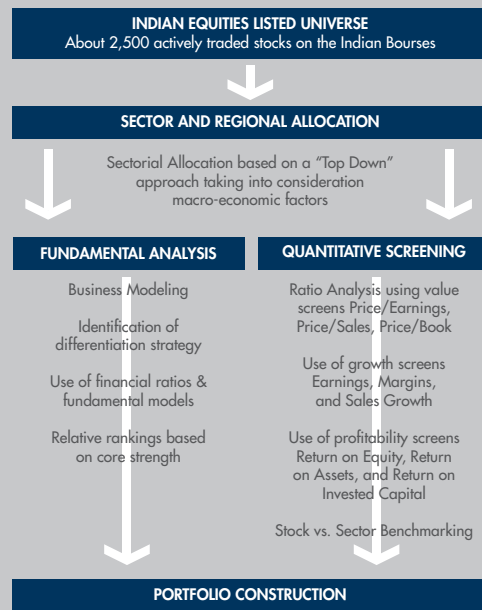 INDIAN EQUITIES LISTED UNIVERSE
About 2,500 actively traded stocks on the Indian Bourses
SECTOR AND REGIONAL ALLOCATION
Sectorial Allocation based on a “Top Down”
approach taking into consideration
macro-economic factors
FUNDAMENTAL ANALYSIS
Business Modeling
Identification of
differentiation strategy
Use of financial ratios &
fundamental models
Relative rankings based
on core strength
QUANTITATIVE SCREENING
Ratio Analysis using value
screens Price/Earnings,
Price/Sales, Price/Book
Use of growth screens
Earnings, Margins,
and Sales Growth
Use of profitability screens
Return on Equity, Return
on Assets, and Return on
Invested Capital
Stock vs. Sector Benchmarking
PORTFOLIO CONSTRUCTION